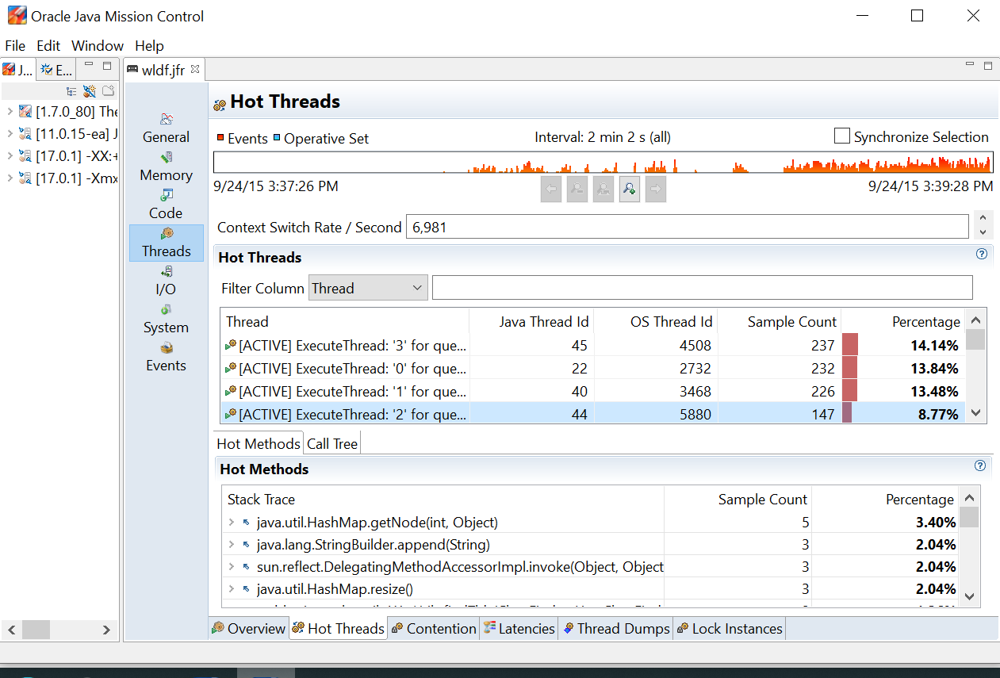 Oracle Java Mission Control
File Edit Window Help
J... E... wldf.jfr
[1.7.0_80] The
[11.0.15-ea] J
[17.0.1] -XX:+
[17.0.1] -Xmx
General
Memory
Code
Threads
I/O
System
Events
Hot Threads
Events Operative Set Interval: 2 min 2 s (all) Synchronize Selection
9/24/15 3:37:26 PM 9/24/15 3:39:28 PM
Context Switch Rate / Second 6,981
Hot Threads
Filter Column Thread
Thread Java Thread Id OS Thread Id Sample Count Percentage
[ACTIVE] ExecuteThread: '3' for que... 45 4508 237 14.14%
[ACTIVE] ExecuteThread: '0' for que... 22 2732 232 13.84%
[ACTIVE] ExecuteThread: '1' for que... 40 3468 226 13.48%
[ACTIVE] ExecuteThread: '2' for que... 44 5880 147 8.77%
Hot Methods Call Tree
Hot Methods
Stack Trace Sample Count Percentage
java.util.HashMap.getNode(int, Object) 5 3.40%
java.lang.StringBuilder.append(String) 3 2.04%
sun.reflect.DelegatingMethodAccessorImpl.invoke(Object, Object 3 2.04%
java.util.HashMap.resize() 3 2.04%
Overview Hot Threads Contention Latencies Thread Dumps Lock Instances